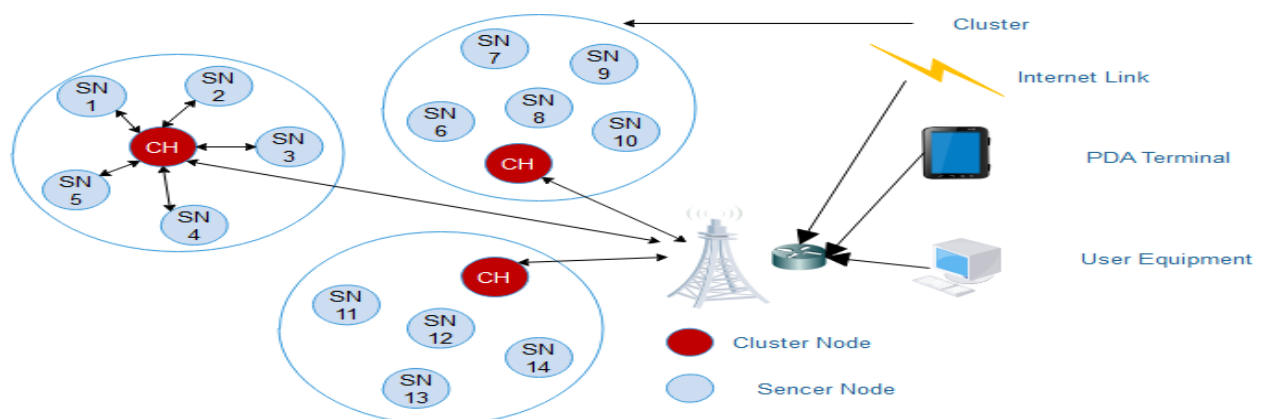 SN
1
SN
2
SN
3
SN
4
SN
5
CH
SN
7
SN
9
SN
6
SN
8
SN
10
CH
CH
SN
11
SN
12
SN
13
SN
14
Cluster
Internet Link
PDA Terminal
User Equipment
Cluster Node
Sencer Node